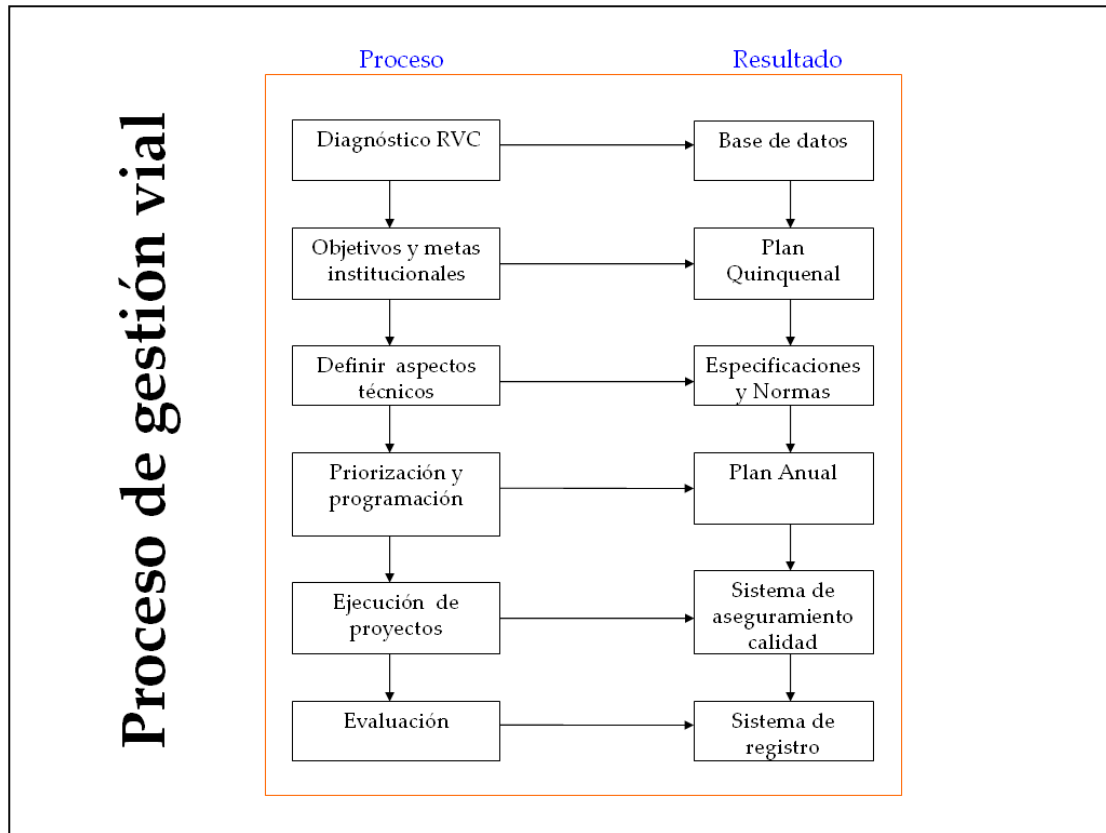 Proceso de gestión vial
Proceso
Resultado
Diagnóstico RVC
Base de datos
Objetivos y metas
institucionales
Plan
Quinquenal
Definir aspectos
técnicos
Especificaciones
y Normas
Priorización y
programación
Plan Anual
Ejecución de
proyectos
Sistema de
aseguramiento
calidad
Evaluación
Sistema de
registro